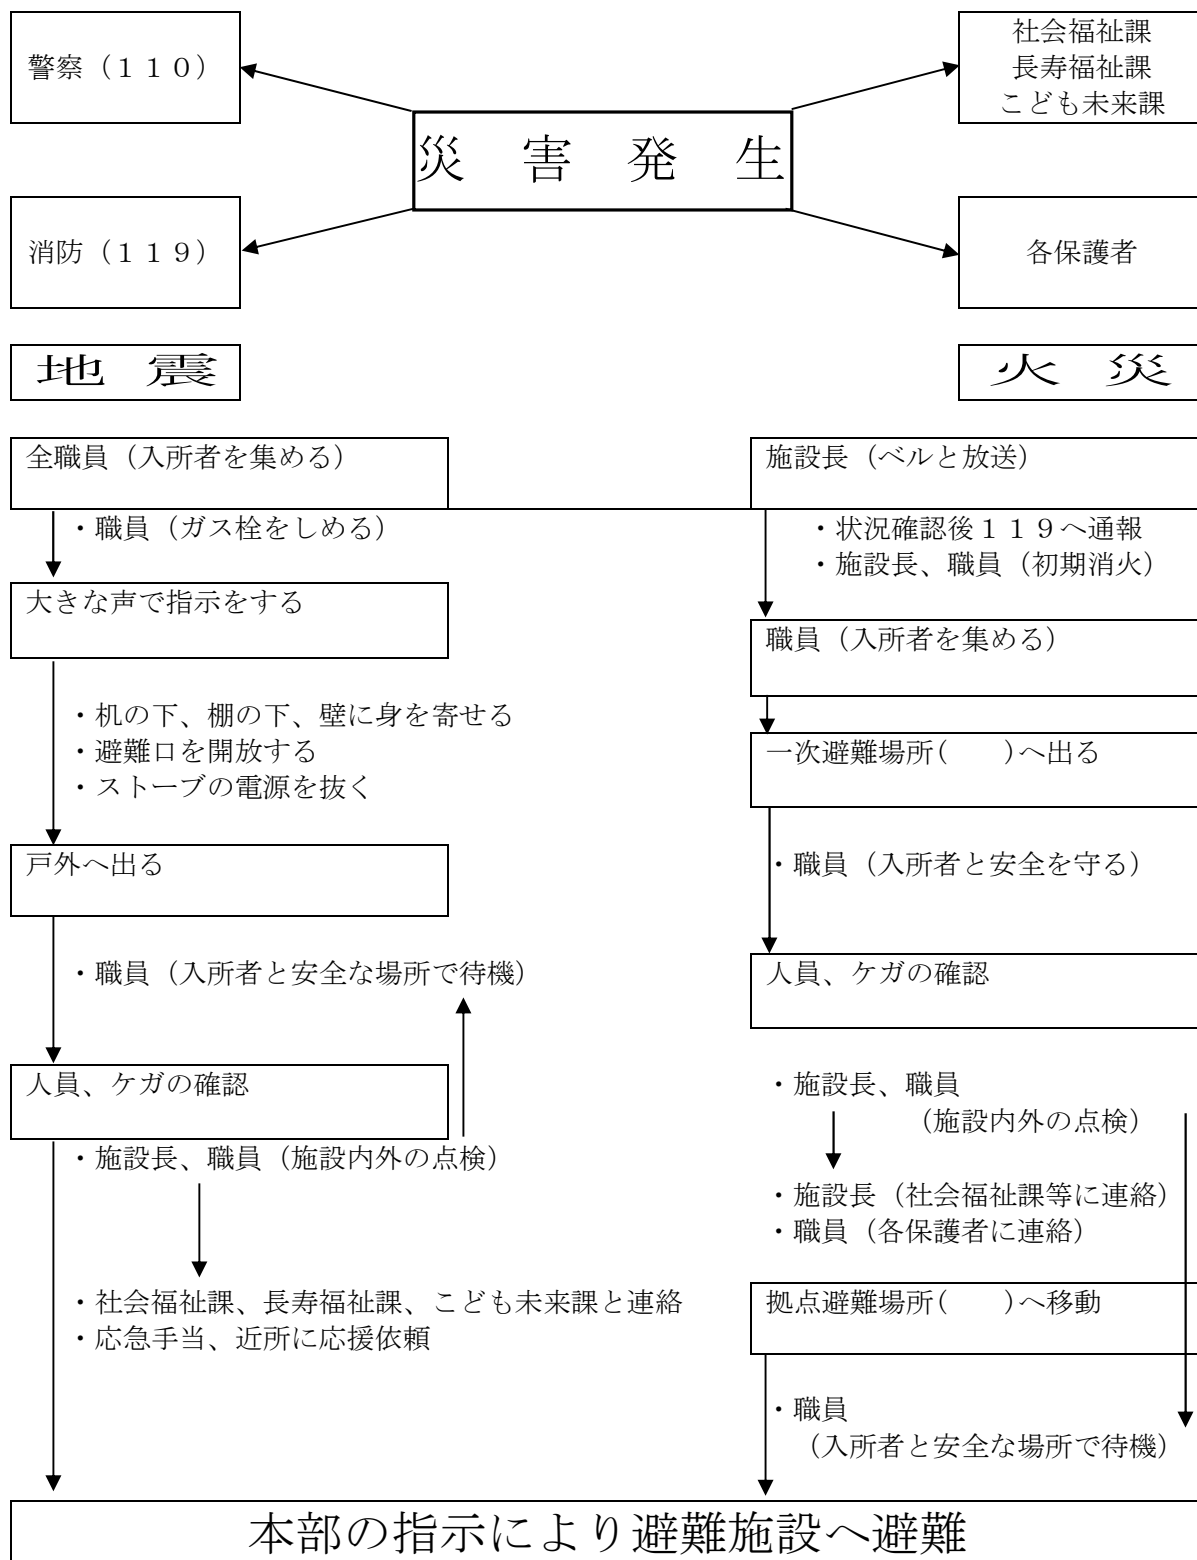 警察（１１０）
社会福祉課
長寿福祉課
こども未来課
災　害　発　生
消防（１１９）
各保護者
地　震
火　災
全職員（入所者を集める）
・職員（ガス栓をしめる）
大きな声で指示をする
・机の下、棚の下、壁に身を寄せる
・避難口を開放する
・ストーブの電源を抜く
戸外へ出る
・職員（入所者と安全な場所で待機）
人員、ケガの確認
・施設長、職員（施設内外の点検）
・社会福祉課、長寿福祉課、こども未来課と連絡
・応急手当、近所に応援依頼
施設長（ベルと放送）
・状況確認後１１９へ通報
・施設長、職員（初期消火）
職員（入所者を集める）
一次避難場所(　　)へ出る
・職員（入所者と安全を守る）
人員、ケガの確認
・施設長、職員
（施設内外の点検）
・施設長（社会福祉課等に連絡）
・職員（各保護者に連絡）
拠点避難場所(　　)へ移動
・職員
（入所者と安全な場所で待機）
本部の指示により避難施設へ避難